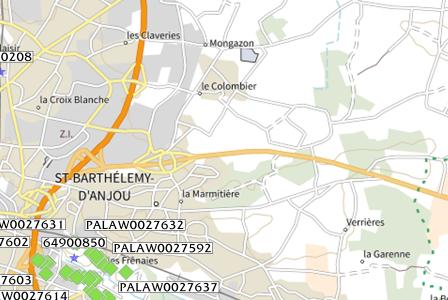 les Claveries
Mongazon
laisir
0208
le Colombier
la Croix Blanche
Z.I.
ST-BARTHÉLEMY-
D'ANJOU
la Marmitière
W0027631
PALAW0027632
Verrières
7602
64900850
PALAW0027592
la Garenne
les Frênaies
7603
PALAW0027637
W0027614